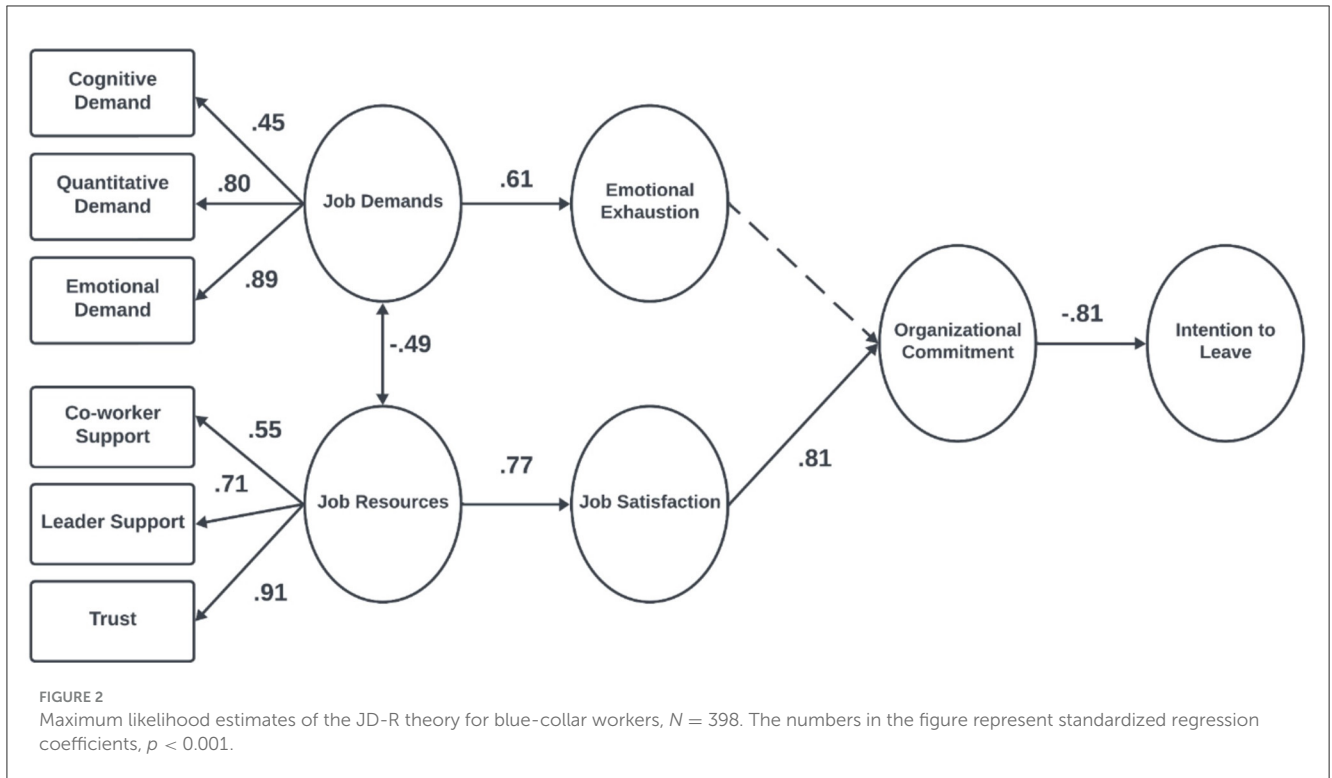 Cognitive
Demand
.45
Quantitative
Demand
.80
Emotional
Demand
.89
Job Demands
.61
Emotional
Exhaustion
-.49
Organizational
Commitment
-.81
Intention to
Leave
Co-worker
Support
.55
Leader Support
.71
Trust
.91
Job Resources
.77
Job Satisfaction
.81
FIGURE 2
Maximum likelihood estimates of the JD-R theory for blue-collar workers, N = 398. The numbers in the figure represent standardized regression
coefficients, p < 0.001.